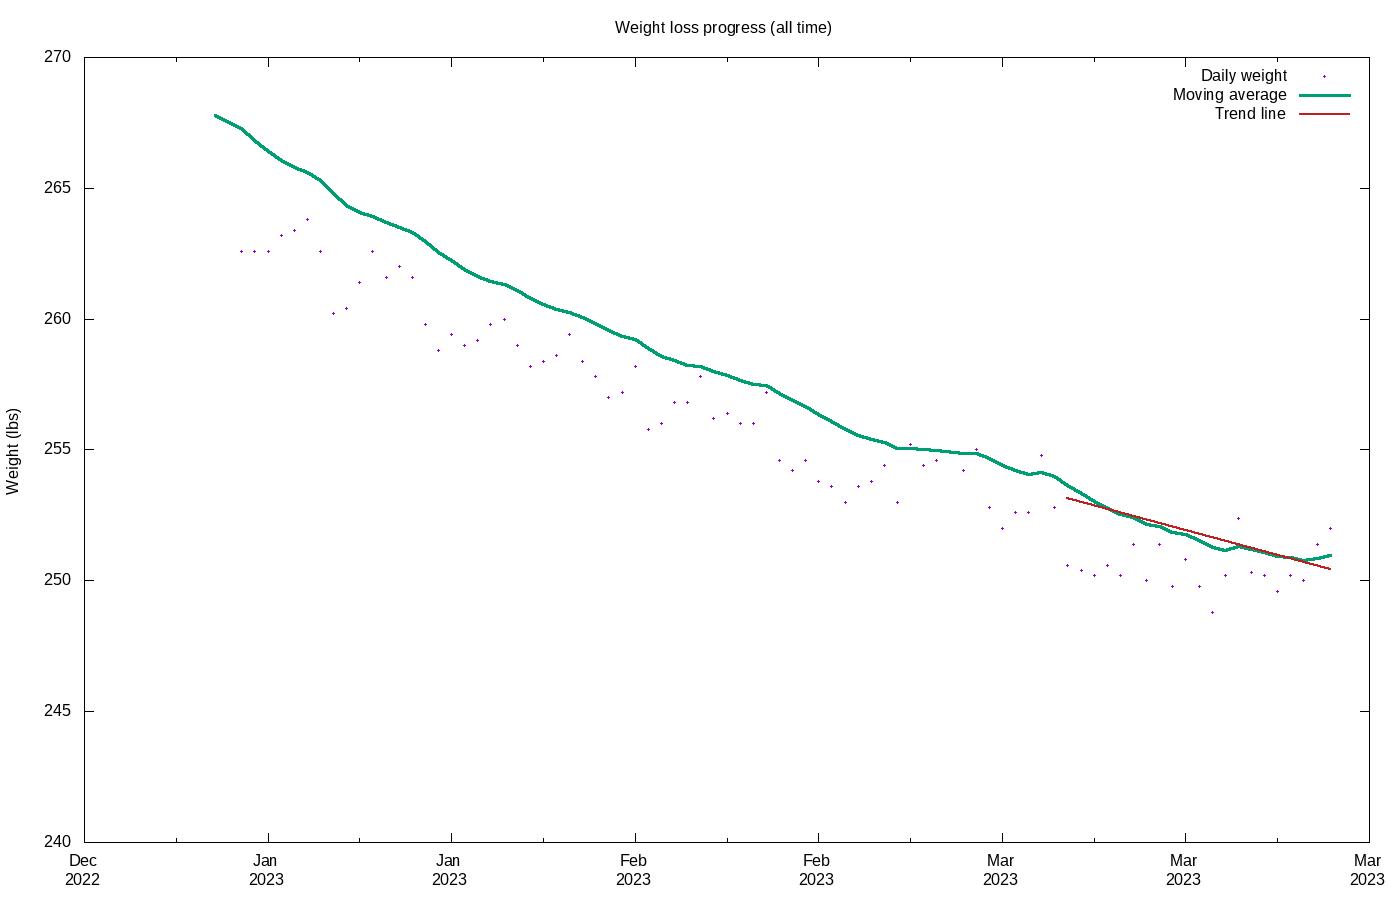 Weight loss progress (all time)
Daily weight
Moving average
Trend line
270
265
260
255
250
245
240
Weight (lbs)
Dec Jan Jan Feb Feb Mar Mar Mar
2022 2023 2023 2023 2023 2023 2023 2023